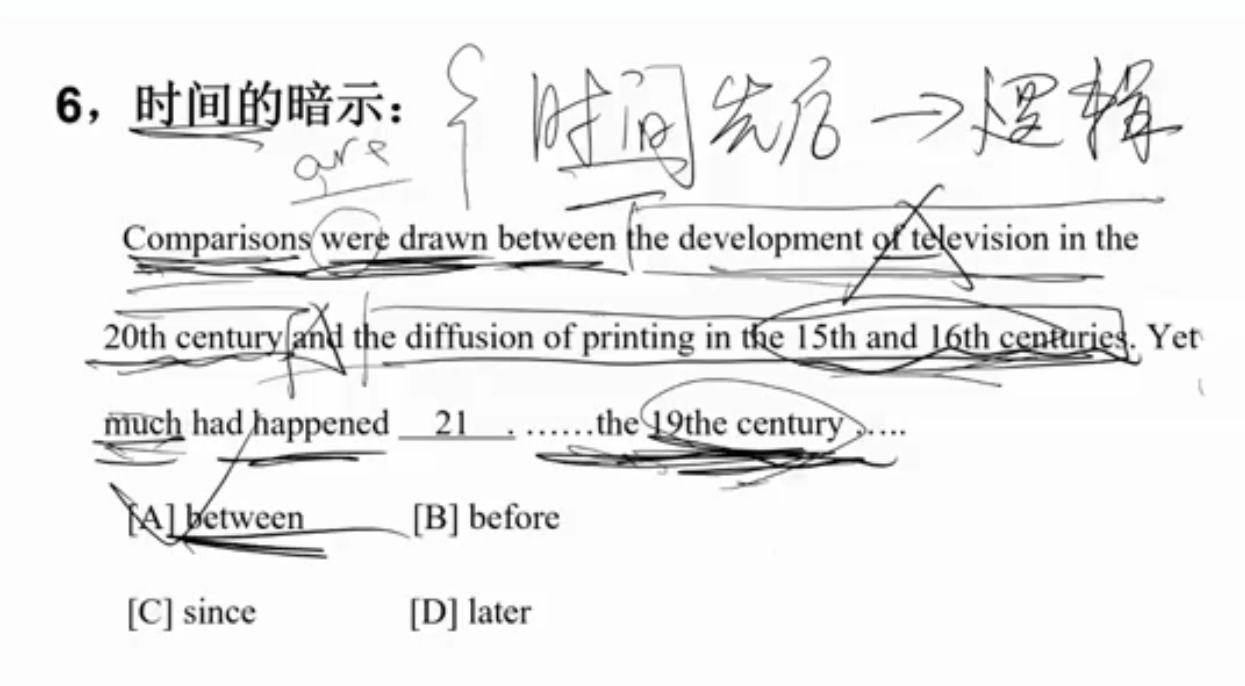 6，时间的暗示： 时间先后→逻辑
are
Comparisons were drawn between the development of television in the
20th century and the diffusion of printing in the 15th and 16th centuries. Yet
much had happened __21__. ……the 19the century …..
[A] between [B] before
[C] since [D] later